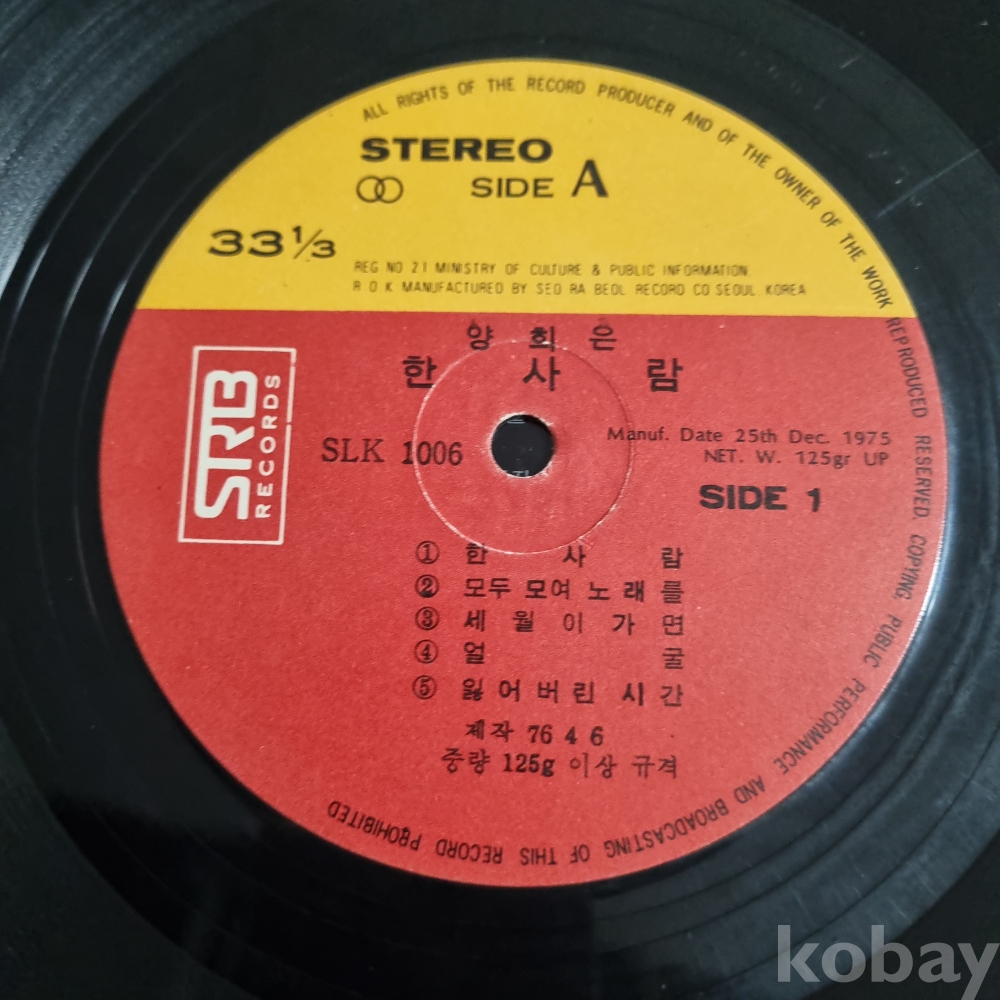 ALL RIGHTS OF THE RECORD PRODUCER AND OF THE OWNER OF THE WORK REPRODUCED RESERVED. COPYING, PUBLIC PERFORMANCE AND BROADCASTING OF THIS RECORD PROHIBITED
STEREO
SIDE A
33 1/3
REG NO 21 MINISTRY OF CULTURE & PUBLIC INFORMATION
R O K MANUFACTURED BY SEO RA BEOL RECORD CO SEOUL KOREA
양희은
한사람
SRB
RECORDS
SLK 1006
Manuf. Date 25th Dec. 1975
NET. W. 125gr UP
SIDE 1
① 한사람
② 모두 모여 노래를
③ 세월이 가면
④ 얼굴
⑤ 잃어버린 시간
제작 76 4 6
중량 125g 이상 규격
kobay